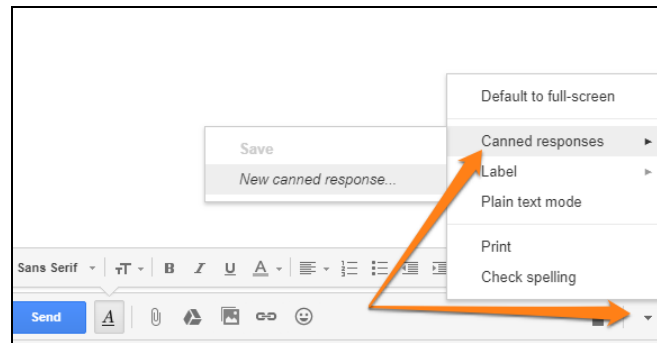 Default to full-screen
Save
Canned responses
New canned response...
Label
Plain text mode
Print
Check spelling
Sans Serif
TT
B I U A
Send A